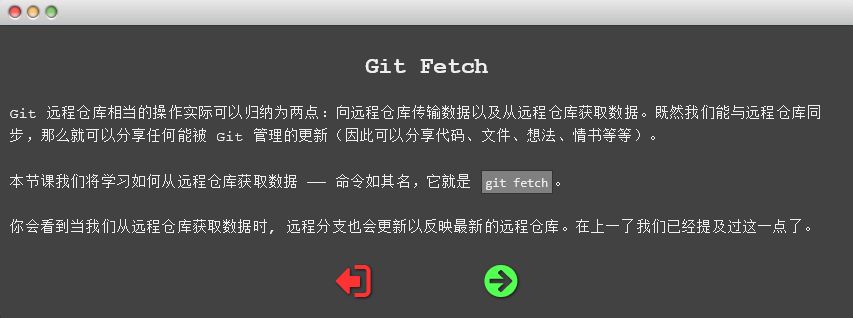 Git Fetch
Git 远程仓库相当的操作实际可以归纳为两点：向远程仓库传输数据以及从远程仓库获取数据。既然我们能与远程仓库同
步，那么就可以分享任何能被 Git 管理的更新（因此可以分享代码、文件、想法、情书等等）。
本节课我们将学习如何从远程仓库获取数据 —— 命令如其名，它就是 git fetch。
你会看到当我们从远程仓库获取数据时, 远程分支也会更新以反映最新的远程仓库。在上一了我们已经提及过这一点了。